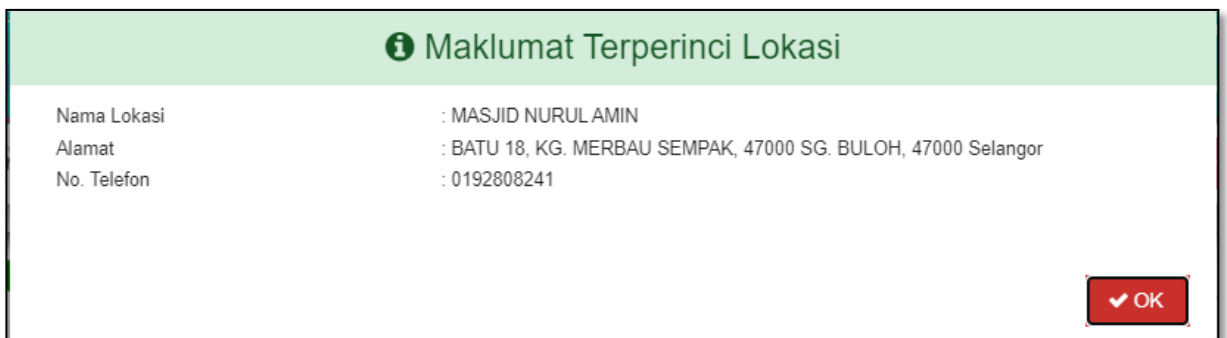 Maklumat Terperinci Lokasi
Nama Lokasi : MASJID NURUL AMIN
Alamat : BATU 18, KG. MERBAU SEMPAK, 47000 SG. BULOH, 47000 Selangor
No. Telefon : 0192808241
OK